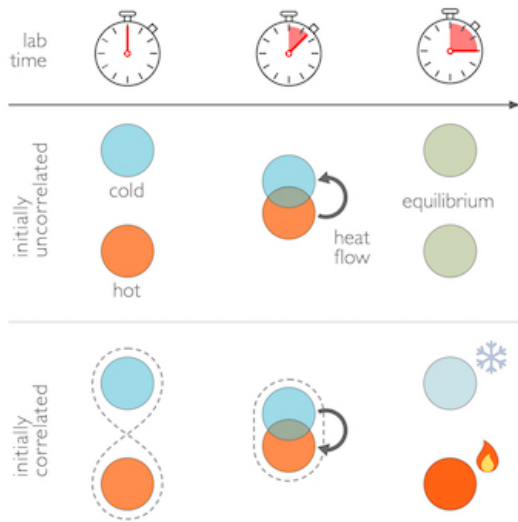 lab
time
initially
uncorrelated
cold
hot
heat
flow
equilibrium
initially
correlated